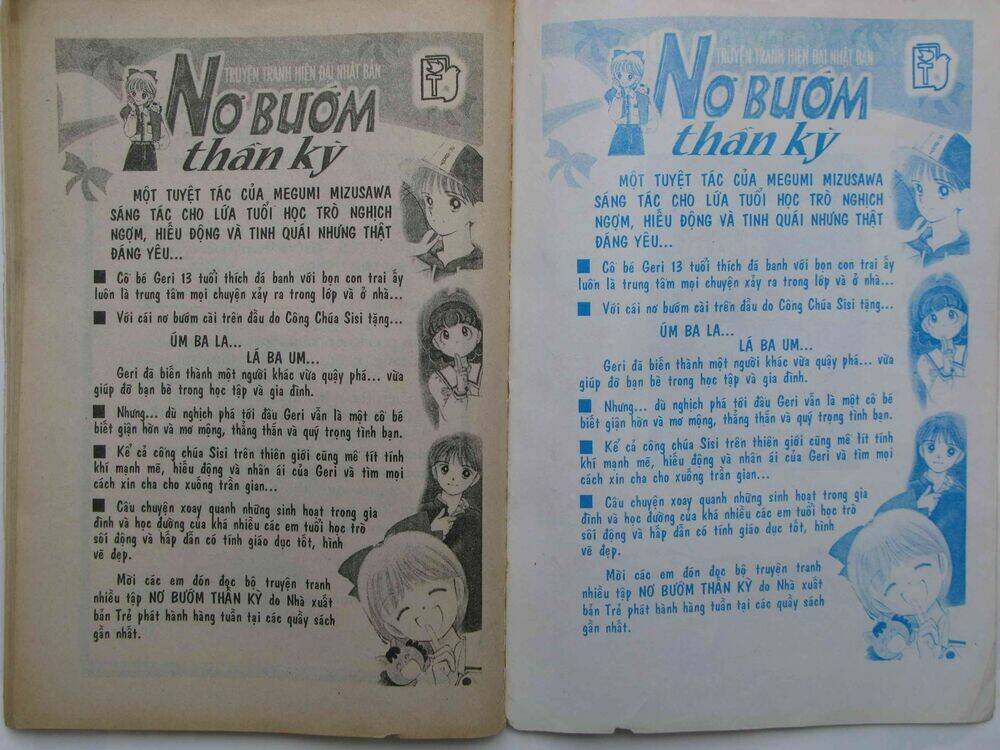 TRUYỆN TRANH HIỆN ĐẠI NHẬT BẢN
NƠ BƯỚM
thần kỳ
MỘT TUYỆT TÁC CỦA MEGUMI MIZUSAWA
SÁNG TÁC CHO LỨA TUỔI HỌC TRÒ NGHỊCH
NGỢM, HIẾU ĐỘNG VÀ TINH QUÁI NHƯNG THẬT
ĐÁNG YÊU...
Cô bé Geri 13 tuổi thích đá banh với bọn con trai ấy
luôn là trung tâm mọi chuyện xảy ra trong lớp và ở nhà...
Với cái nơ bướm cài trên đầu do Công Chúa Sisi tặng...
ÚM BA LA...
LÁ BA UM...
Geri đã biến thành một người khác vừa quậy phá... vừa
giúp đỡ bạn bè trong học tập và gia đình.
Nhưng... dù nghịch phá tới đâu Geri vẫn là một cô bé
biết giận hờn và mơ mộng, thẳng thắn và quý trọng tình bạn.
Kể cả công chúa Sisi trên thiên giới cũng mê tít tính
khí mạnh mẽ, hiếu động và nhân ái của Geri và tìm mọi
cách xin cha cho xuống trần gian...
Câu chuyện xoay quanh những sinh hoạt trong gia
đình và học đường của khá nhiều các em tuổi học trò
sôi động và hấp dẫn có tính giáo dục tốt, hình
vẽ đẹp.
Mời các em đón đọc bộ truyện tranh
nhiều tập NƠ BƯỚM THẦN KỲ do Nhà xuất
bản Trẻ phát hành hàng tuần tại các quầy sách
gần nhất.
TRUYỆN TRANH HIỆN ĐẠI NHẬT BẢN
NƠ BƯỚM
thần kỳ
MỘT TUYỆT TÁC CỦA MEGUMI MIZUSAWA
SÁNG TÁC CHO LỨA TUỔI HỌC TRÒ NGHỊCH
NGỢM, HIẾU ĐỘNG VÀ TINH QUÁI NHƯNG THẬT
ĐÁNG YÊU...
Cô bé Geri 13 tuổi thích đá banh với bọn con trai ấy
luôn là trung tâm mọi chuyện xảy ra trong lớp và ở nhà...
Với cái nơ bướm cài trên đầu do Công Chúa Sisi tặng...
ÚM BA LA...
LÁ BA UM...
Geri đã biến thành một người khác vừa quậy phá... vừa
giúp đỡ bạn bè trong học tập và gia đình.
Nhưng... dù nghịch phá tới đâu Geri vẫn là một cô bé
biết giận hờn và mơ mộng, thẳng thắn và quý trọng tình bạn.
Kể cả công chúa Sisi trên thiên giới cũng mê tít tính
khí mạnh mẽ, hiếu động và nhân ái của Geri và tìm mọi
cách xin cha cho xuống trần gian...
Câu chuyện xoay quanh những sinh hoạt trong gia
đình và học đường của khá nhiều các em tuổi học trò
sôi động và hấp dẫn có tính giáo dục tốt, hình
vẽ đẹp.
Mời các em đón đọc bộ truyện tranh
nhiều tập NƠ BƯỚM THẦN KỲ do Nhà xuất
bản Trẻ phát hành hàng tuần tại các quầy sách
gần nhất.